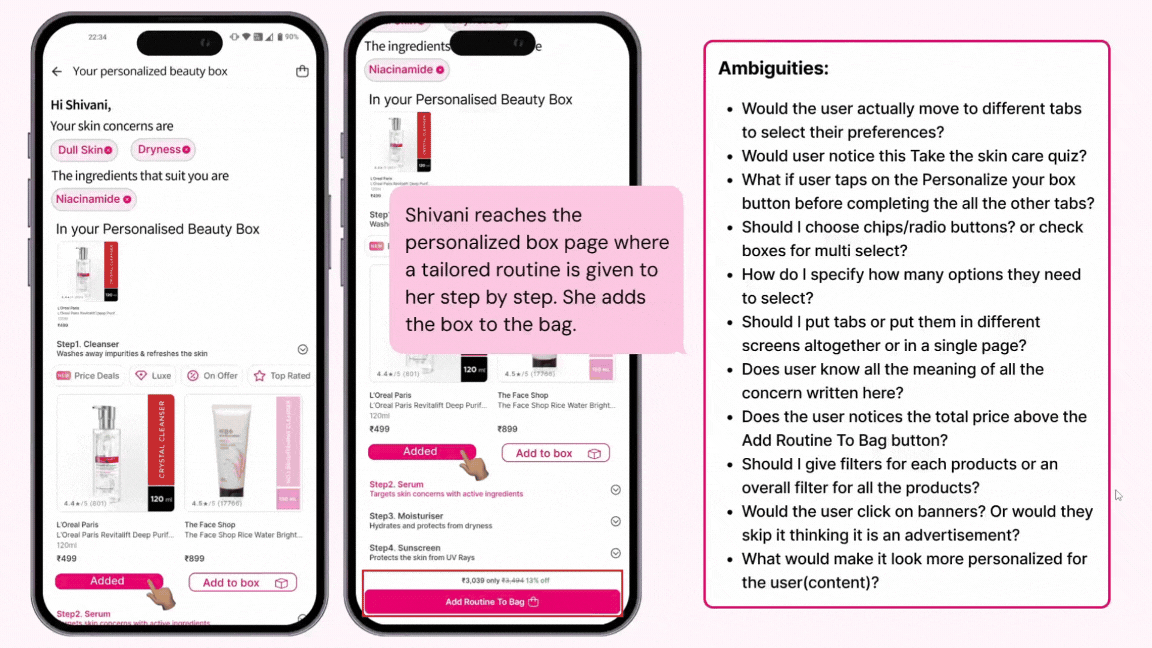 22:34
90%
Your personalized beauty box
Hi Shivani,
Your skin concerns are
Dull Skin
Dryness
The ingredients that suit you are
Niacinamide
In your Personalised Beauty Box
120 ml
L'Oreal Paris
₹499
Step1. Cleanser
Washes away impurities & refreshes the skin
NEW Price Deals
Luxe
On Offer
Top Rated
CRYSTAL CLEANSER
120 ml
4.4★/5 (801)
4.5★/5 (17766)
L'Oreal Paris
L'Oreal Paris Revitalift Deep Purif...
120ml
₹499
The Face Shop
The Face Shop Rice Water Bright...
₹899
Added
Add to box
Step2. Serum
Targets skin concerns with active ingredients
The ingredients
e
Niacinamide
In your Personalised Beauty Box
120 ml
L'Oreal Paris
₹499
Step1
Wash
NEW
120 ml
4.4★/5 (801)
4.5★/5 (17766)
L'Oreal Paris
L'Oreal Paris Revitalift Deep Purif...
120ml
₹499
The Face Shop
The Face Shop Rice Water Bright...
₹899
Added
Add to box
Step2. Serum
Targets skin concerns with active ingredients
Step3. Moisturiser
Hydrates and protects from dryness
Step4. Sunscreen
Protects the skin from UV Rays
₹3,039 only ₹3,494 13% off
Add Routine To Bag
Shivani reaches the
personalized box page where
a tailored routine is given to
her step by step. She adds
the box to the bag.
Ambiguities:
• Would the user actually move to different tabs
to select their preferences?
• Would user notice this Take the skin care quiz?
• What if user taps on the Personalize your box
button before completing the all the other tabs?
• Should I choose chips/radio buttons? or check
boxes for multi select?
• How do I specify how many options they need
to select?
• Should I put tabs or put them in different
screens altogether or in a single page?
• Does user know all the meaning of all the
concern written here?
• Does the user notices the total price above the
Add Routine To Bag button?
• Should I give filters for each products or an
overall filter for all the products?
• Would the user click on banners? Or would they
skip it thinking it is an advertisement?
• What would make it look more personalized for
the user(content)?